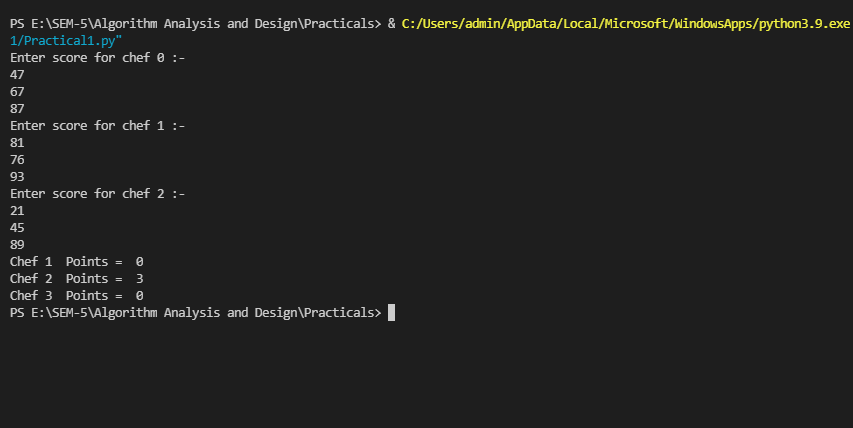 PS E:\SEM-5\Algorithm Analysis and Design\Practicals> & C:/Users/admin/AppData/Local/Microsoft/WindowsApps/python3.9.exe
1/Practical1.py"
Enter score for chef 0 :-
47
67
87
Enter score for chef 1 :-
81
76
93
Enter score for chef 2 :-
21
45
89
Chef 1  Points =  0
Chef 2  Points =  3
Chef 3  Points =  0
PS E:\SEM-5\Algorithm Analysis and Design\Practicals>